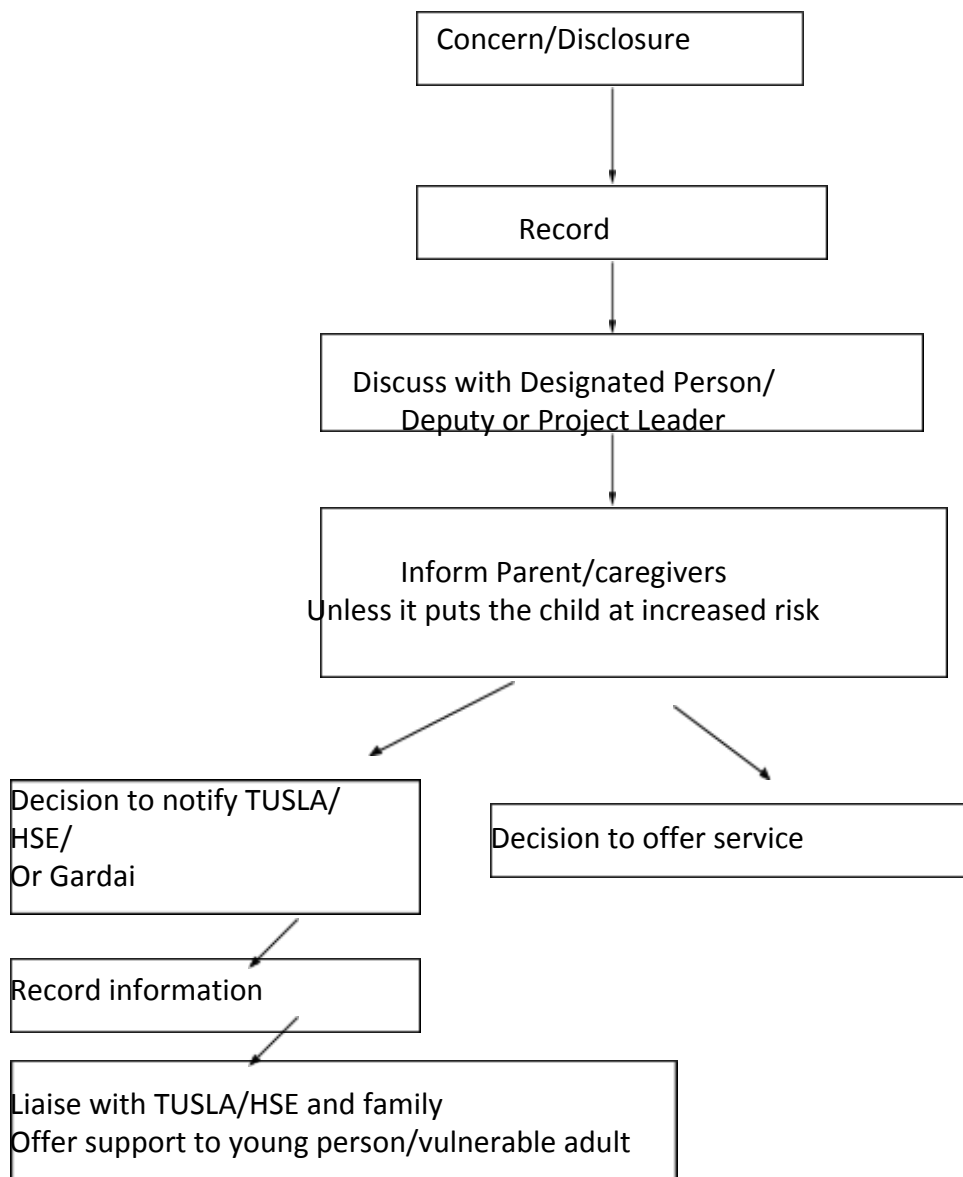 Concern/Disclosure
Record
Discuss with Designated Person/
Deputy or Project Leader
Inform Parent/caregivers
Unless it puts the child at increased risk
Decision to notify TUSLA/
HSE/
Or Gardai
Decision to offer service
Record information
Liaise with TUSLA/HSE and family
Offer support to young person/vulnerable adult